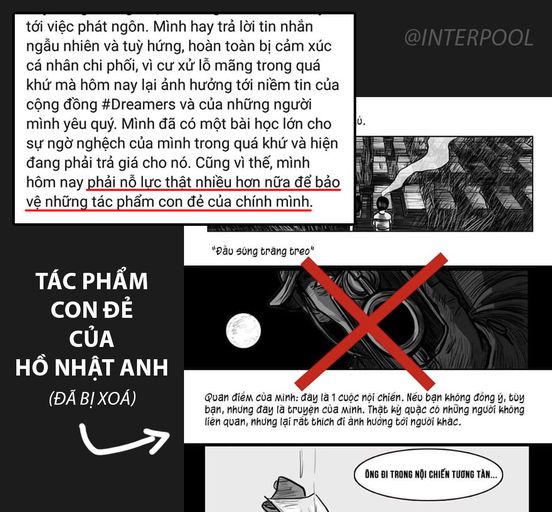 tới việc phát ngôn. Mình hay trả lời tin nhắn
ngẫu nhiên và tuỳ hứng, hoàn toàn bị cảm xúc
cá nhân chi phối, vì cư xử lỗ mãng trong quá
khứ mà hôm nay lại ảnh hưởng tới niềm tin của
cộng đồng #Dreamers và của những người
mình yêu quý. Mình đã có một bài học lớn cho
sự ngờ nghệch của mình trong quá khứ và hiện
đang phải trả giá cho nó. Cũng vì thế, mình
hôm nay phải nỗ lực thật nhiều hơn nữa để bảo
vệ những tác phẩm con đẻ của chính mình.
@INTERPOOL
"Đầu súng trăng treo"
TÁC PHẨM
CON ĐẺ
CỦA
HỒ NHẬT ANH
(ĐÃ BỊ XOÁ)
Quan điểm của mình: đây là 1 cuộc nội chiến. Nếu bạn không đồng ý, tùy
bạn, nhưng đây là truyện của mình. Thật kỳ quặc có những người không
liên quan, nhưng lại rất thích đi ảnh hưởng tới người khác.
ÔNG ĐI TRONG NỘI CHIẾN TƯƠNG TÀN...